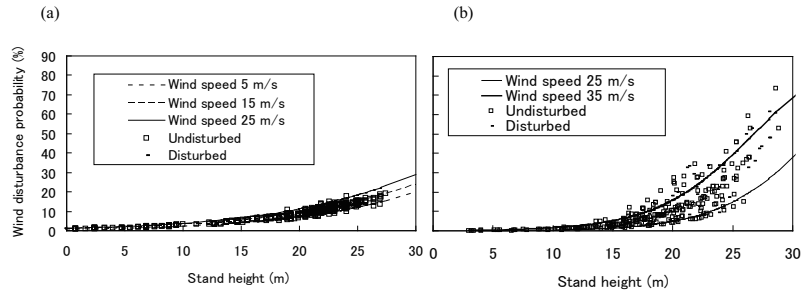 (a)
(b)
Wind disturbance probability (%)
90
80
70
60
50
40
30
20
10
0
Wind speed 5 m/s
Wind speed 15 m/s
Wind speed 25 m/s
Undisturbed
Disturbed
0 5 10 15 20 25 30
Stand height (m)
Wind speed 25 m/s
Wind speed 35 m/s
Undisturbed
Disturbed
0 5 10 15 20 25 30
Stand height (m)